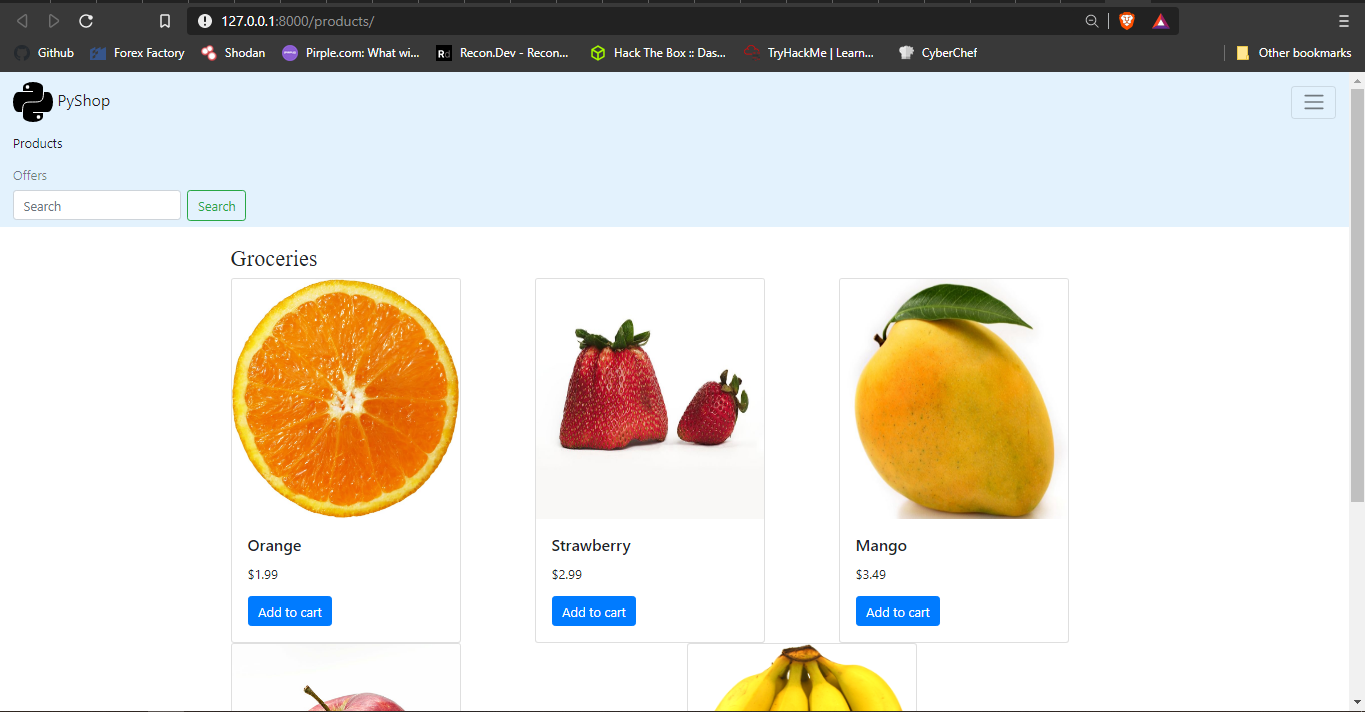 127.0.0.1:8000/products/
Github Forex Factory Shodan Pirple.com: What wi... Rd Recon.Dev - Recon... Hack The Box :: Das... TryHackMe | Learn... CyberChef Other bookmarks
PyShop
Products
Offers
Search Search
Groceries
Orange Strawberry Mango
$1.99 $2.99 $3.49
Add to cart Add to cart Add to cart